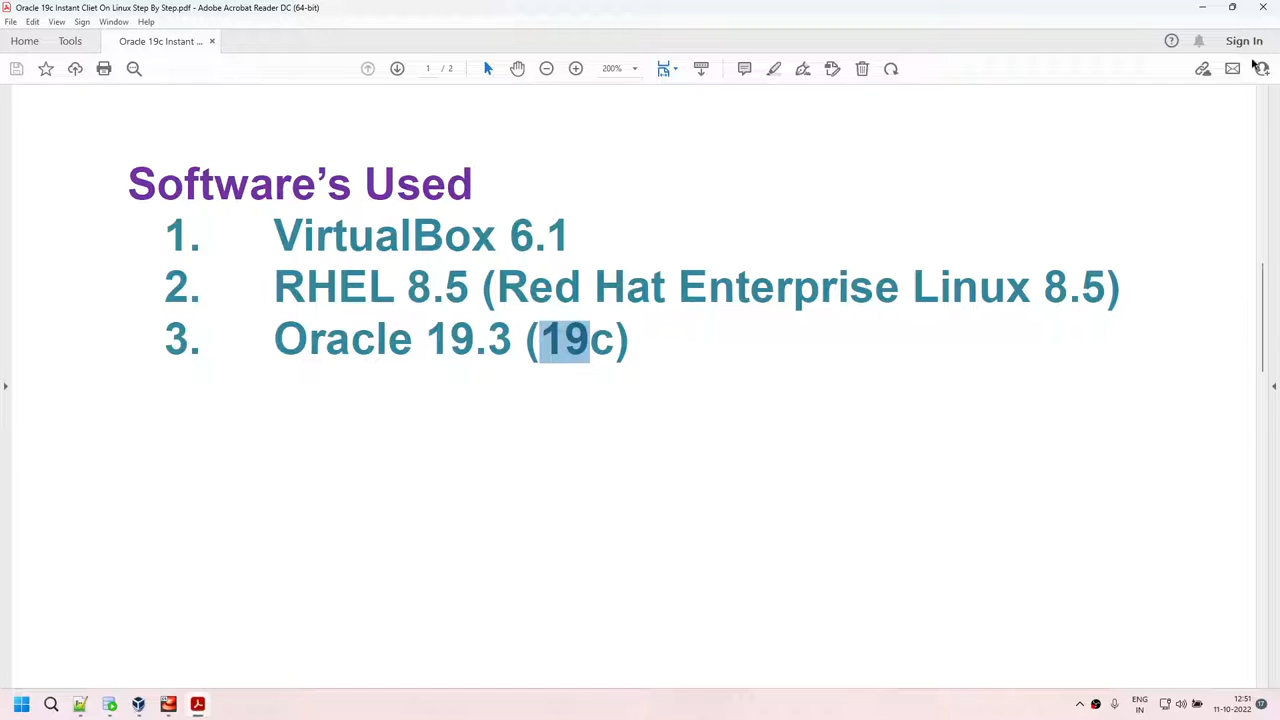 Oracle 19c Instant Cliet On Linux Step By Step.pdf - Adobe Acrobat Reader DC (64-bit)
File Edit View Sign Window Help
Home Tools Oracle 19c Instant ... × Sign In
1 / 2 200%
Software’s Used
1. VirtualBox 6.1
2. RHEL 8.5 (Red Hat Enterprise Linux 8.5)
3. Oracle 19.3 (19c)
ENG 12:51
IN 11-10-2022 17